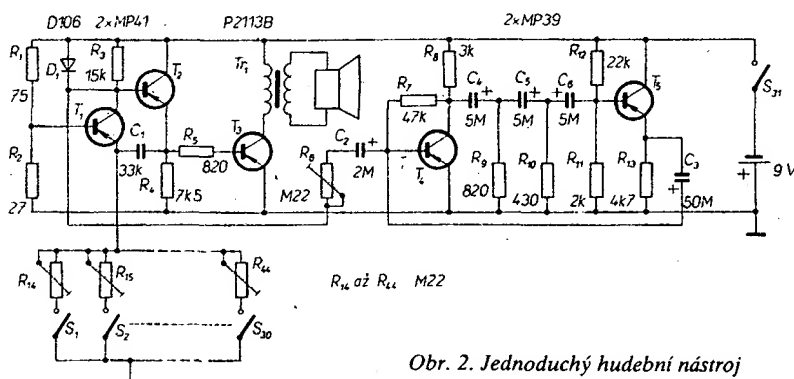 D106 2×MP41 P2113B 2×MP39
R₁ 75
D₁
R₃ 15k
T₂
T₁
R₂ 27
C₁ 33k
R₄ 7k5
R₅ 820
T₃
Tr₁
R₆ M22
C₂ 2M +
R₇ 47k
R₈ 3k
T₄
C₄ + 5M
C₅ + 5M
C₆ + 5M
R₉ 820
R₁₀ 430
R₁₁ 2k
R₁₂ 22k
T₅
R₁₃ 4k7
C₃ + 50M
S₃₁
+ 9 V
R₁₄ R₁₅ R₄₄
R₁₄ až R₄₄ M22
S₁ S₂ S₃₀
Obr. 2. Jednoduchý hudební nástroj